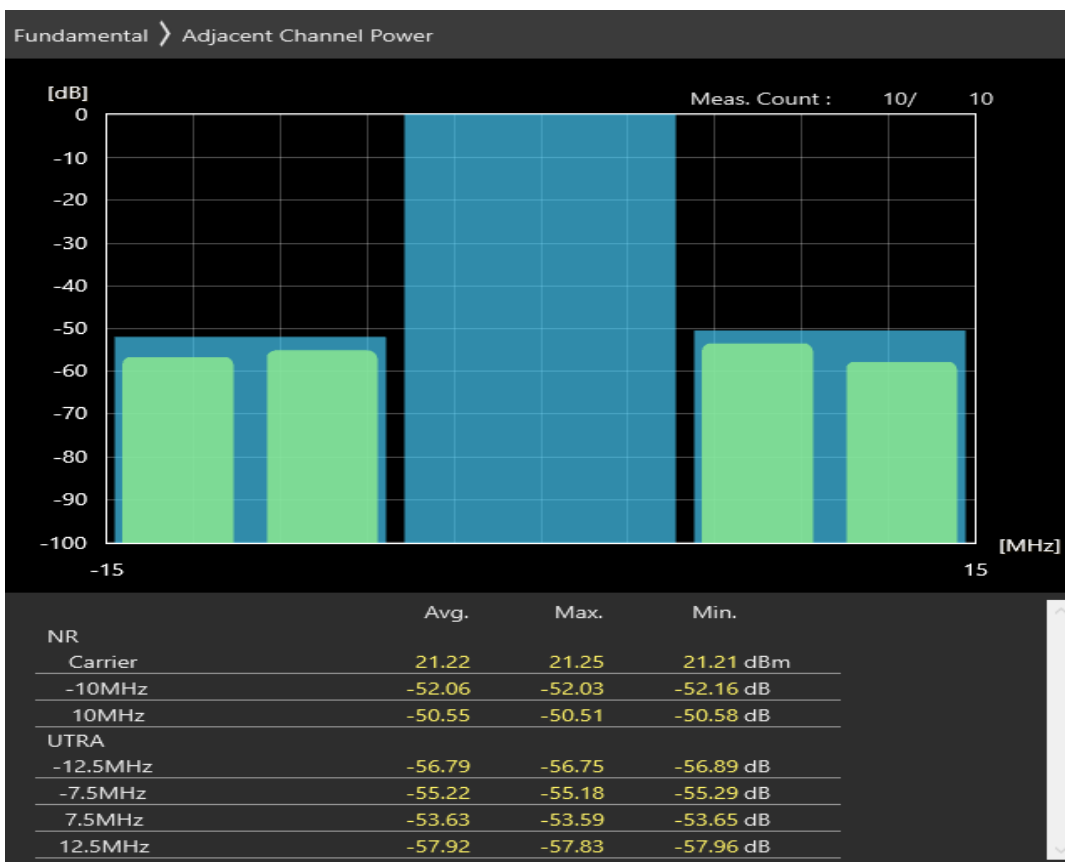 Fundamental 〉 Adjacent Channel Power
[dB]
Meas. Count : 10/ 10
0
-10
-20
-30
-40
-50
-60
-70
-80
-90
-100
[MHz]
-15 15
Avg. Max. Min.
NR
Carrier 21.22 21.25 21.21 dBm
-10MHz -52.06 -52.03 -52.16 dB
10MHz -50.55 -50.51 -50.58 dB
UTRA
-12.5MHz -56.79 -56.75 -56.89 dB
-7.5MHz -55.22 -55.18 -55.29 dB
7.5MHz -53.63 -53.59 -53.65 dB
12.5MHz -57.92 -57.83 -57.96 dB